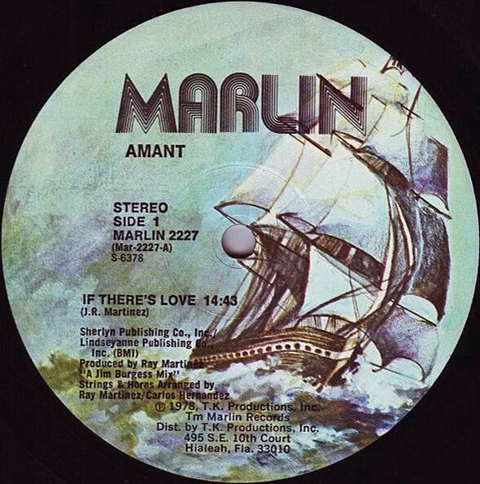 MARLIN
AMANT
STEREO
SIDE 1
MARLIN 2227
(Mar-2227-A)
S-6378
IF THERE'S LOVE 14:43
(J.R. Martinez)
Sherlyn Publishing Co., Inc./
Lindseyanne Publishing Co.,
Inc. (BMI)
Produced by Ray Martinez
"A Jim Burgess Mix"
Strings & Horns Arranged by
Ray Martinez/Carlos Hernandez
℗ 1978, T.K. Productions, Inc.
Tm Marlin Records
Dist. by T.K. Productions, Inc.
495 S.E. 10th Court
Hialeah, Fla. 33010